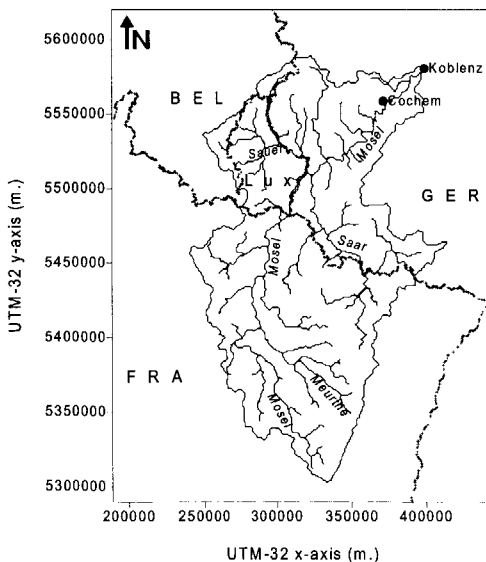 5600000
N
Koblenz
B E L
Cochem
5550000
Mosel
Sauer
5500000
L u x
G E R
UTM-32 y-axis (m.)
Mosel
Saar
5450000
5400000
F R A
Meurthe
5350000
Mosel
5300000
200000 250000 300000 350000 400000
UTM-32 x-axis (m.)